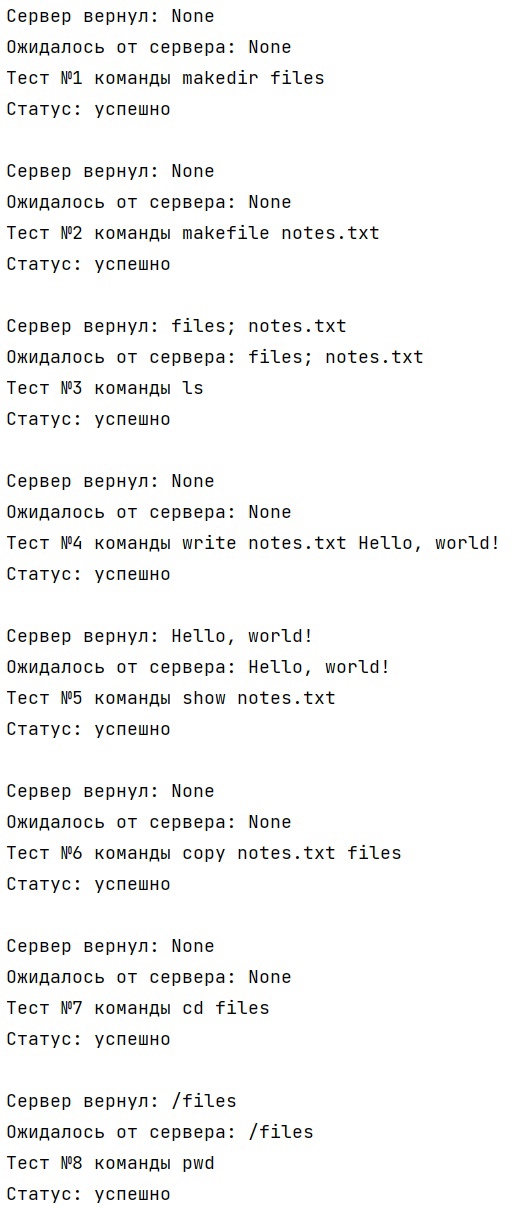 Сервер вернул: None
Ожидалось от сервера: None
Тест №1 команды makedir files
Статус: успешно
Сервер вернул: None
Ожидалось от сервера: None
Тест №2 команды makefile notes.txt
Статус: успешно
Сервер вернул: files; notes.txt
Ожидалось от сервера: files; notes.txt
Тест №3 команды ls
Статус: успешно
Сервер вернул: None
Ожидалось от сервера: None
Тест №4 команды write notes.txt Hello, world!
Статус: успешно
Сервер вернул: Hello, world!
Ожидалось от сервера: Hello, world!
Тест №5 команды show notes.txt
Статус: успешно
Сервер вернул: None
Ожидалось от сервера: None
Тест №6 команды copy notes.txt files
Статус: успешно
Сервер вернул: None
Ожидалось от сервера: None
Тест №7 команды cd files
Статус: успешно
Сервер вернул: /files
Ожидалось от сервера: /files
Тест №8 команды pwd
Статус: успешно